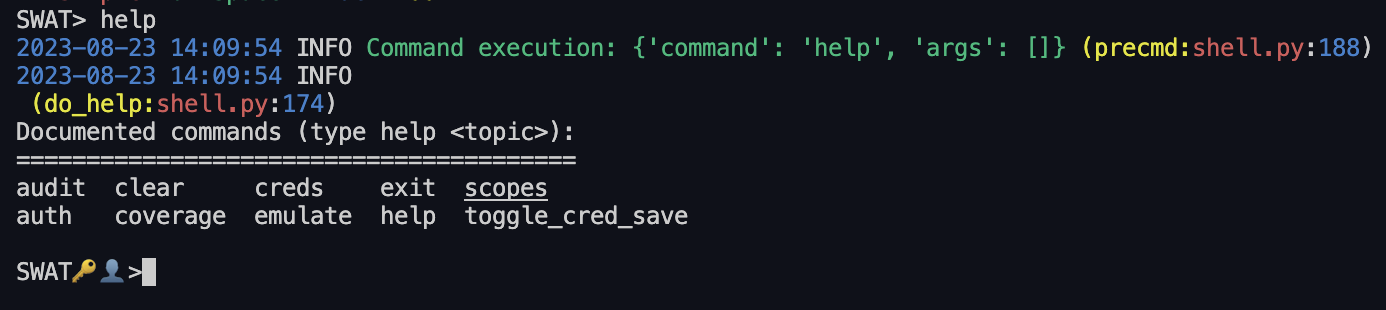 SWAT> help
2023-08-23 14:09:54 INFO Command execution: {'command': 'help', 'args': []} (precmd:shell.py:188)
2023-08-23 14:09:54 INFO
(do_help:shell.py:174)
Documented commands (type help <topic>):
========================================
audit  clear     creds    exit  scopes
auth   coverage  emulate  help  toggle_cred_save
SWAT🔑👤>